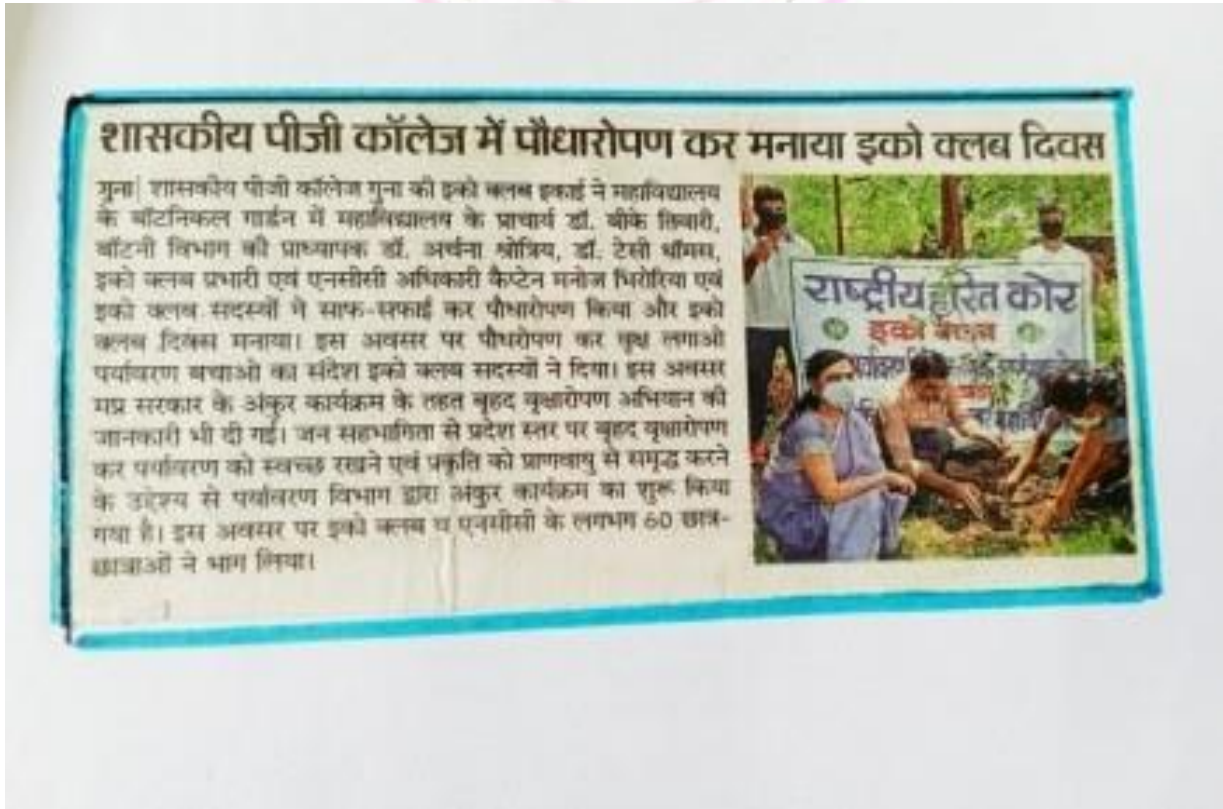 शासकीय पीजी कॉलेज में पौधारोपण कर मनाया इको क्लब दिवस
गुना| शासकीय पीजी कॉलेज गुना की इको क्लब इकाई ने महाविद्यालय
के बॉटनिकल गार्डन में महाविद्यालय के प्राचार्य डॉ. बीके तिवारी,
बॉटनी विभाग की प्राध्यापक डॉ. अर्चना श्रोत्रिय, डॉ. टेसी थॉमस,
इको क्लब प्रभारी एवं एनसीसी अधिकारी कैप्टेन मनोज भिरोरिया एवं
इको क्लब सदस्यों ने साफ-सफाई कर पौधारोपण किया और इको
क्लब दिवस मनाया। इस अवसर पर पौधरोपण कर वृक्ष लगाओ
पर्यावरण बचाओ का संदेश इको क्लब सदस्यों ने दिया। इस अवसर
मप्र सरकार के अंकुर कार्यक्रम के तहत बृहद वृक्षारोपण अभियान की
जानकारी भी दी गई। जन सहभागिता से प्रदेश स्तर पर बृहद वृक्षारोपण
कर पर्यावरण को स्वच्छ रखने एवं प्रकृति को प्राणवायु से समृद्ध करने
के उद्देश्य से पर्यावरण विभाग द्वारा अंकुर कार्यक्रम का शुरू किया
गया है। इस अवसर पर इको क्लब व एनसीसी के लगभग 60 छात्र-
छात्राओं ने भाग लिया।
राष्ट्रीय हरित कोर
इको क्लब